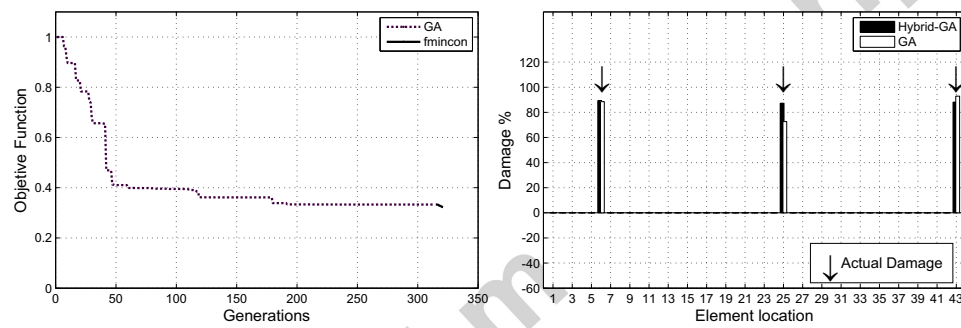 GA
fmincon
1
0.8
0.6
0.4
0.2
0
0 50 100 150 200 250 300 350
Objetive Function
Generations
Hybrid-GA
GA
120
100
80
60
40
20
0
-20
-40
-60
Damage %
Actual Damage
1 3 5 7 9 11 13 15 17 19 21 23 25 27 29 31 33 35 37 39 41 43
Element location